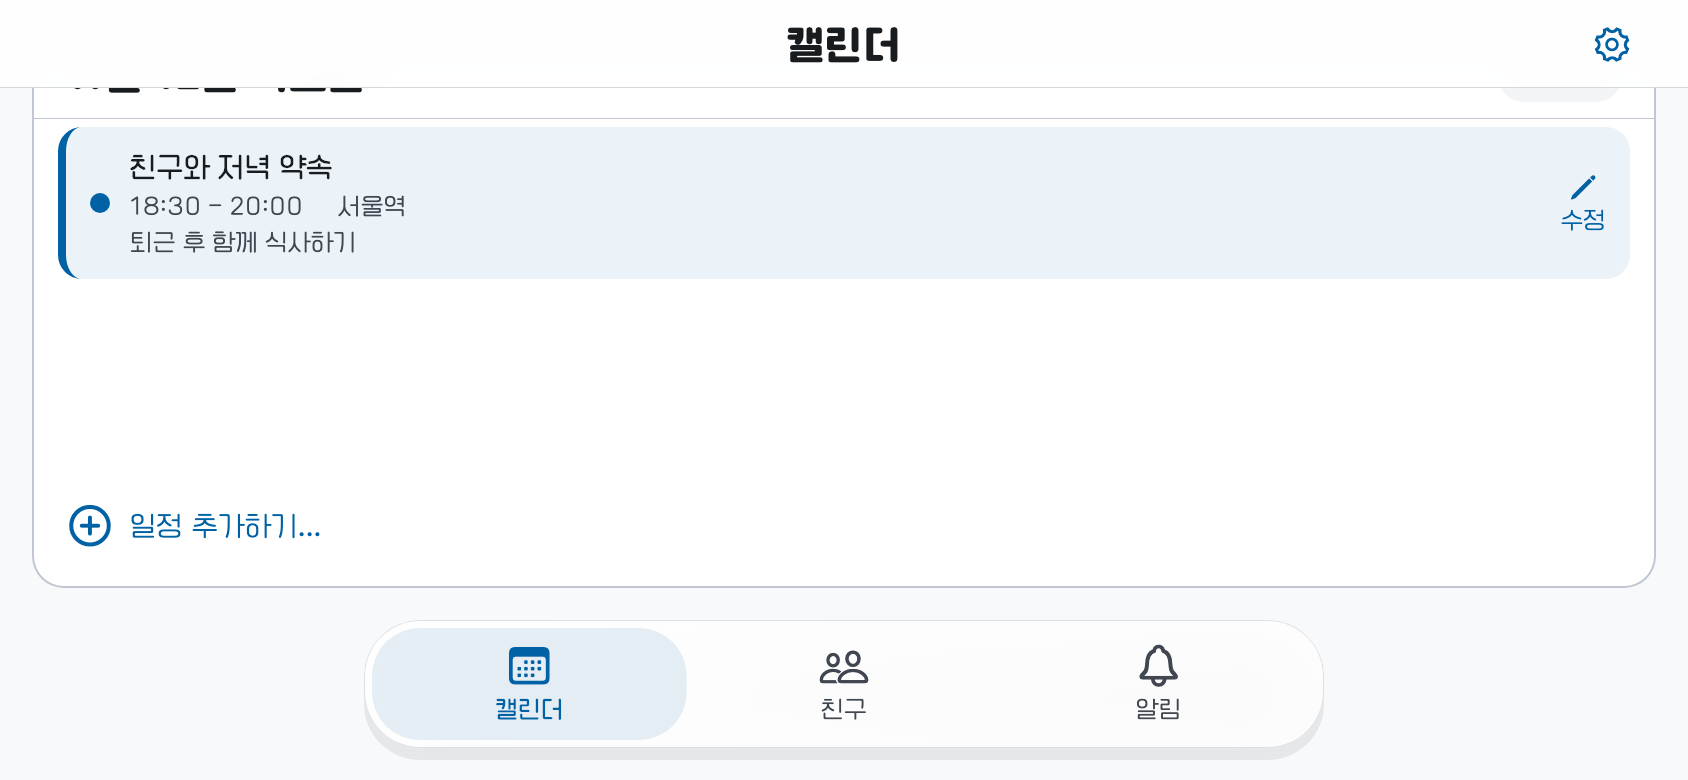 캘린더
친구와 저녁 약속
18:30 – 20:00 서울역
퇴근 후 함께 식사하기
수정
일정 추가하기...
캘린더
친구
알림